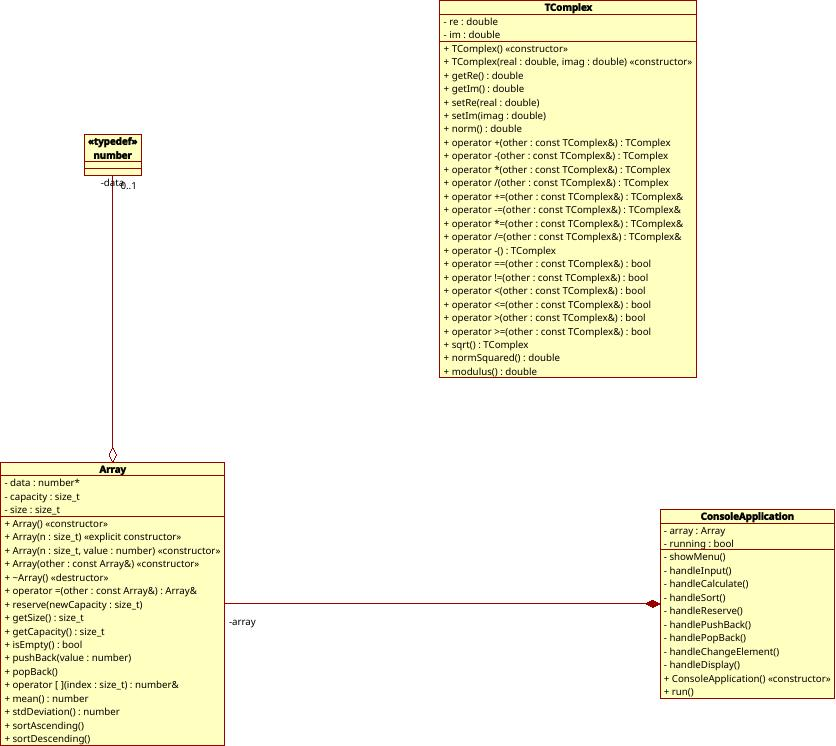 TComplex
- re : double
- im : double
+ TComplex() «constructor»
+ TComplex(real : double, imag : double) «constructor»
+ getRe() : double
+ getIm() : double
+ setRe(real : double)
+ setIm(imag : double)
+ norm() : double
+ operator +(other : const TComplex&) : TComplex
+ operator -(other : const TComplex&) : TComplex
+ operator *(other : const TComplex&) : TComplex
+ operator /(other : const TComplex&) : TComplex
+ operator +=(other : const TComplex&) : TComplex&
+ operator -=(other : const TComplex&) : TComplex&
+ operator *=(other : const TComplex&) : TComplex&
+ operator /=(other : const TComplex&) : TComplex&
+ operator -() : TComplex
+ operator ==(other : const TComplex&) : bool
+ operator !=(other : const TComplex&) : bool
+ operator <(other : const TComplex&) : bool
+ operator <=(other : const TComplex&) : bool
+ operator >(other : const TComplex&) : bool
+ operator >=(other : const TComplex&) : bool
+ sqrt() : TComplex
+ normSquared() : double
+ modulus() : double
«typedef»
number
-data
0..1
Array
- data : number*
- capacity : size_t
- size : size_t
+ Array() «constructor»
+ Array(n : size_t) «explicit constructor»
+ Array(n : size_t, value : number) «constructor»
+ Array(other : const Array&) «constructor»
+ ~Array() «destructor»
+ operator =(other : const Array&) : Array&
+ reserve(newCapacity : size_t)
+ getSize() : size_t
+ getCapacity() : size_t
+ isEmpty() : bool
+ pushBack(value : number)
+ popBack()
+ operator [ ](index : size_t) : number&
+ mean() : number
+ stdDeviation() : number
+ sortAscending()
+ sortDescending()
-array
ConsoleApplication
- array : Array
- running : bool
- showMenu()
- handleInput()
- handleCalculate()
- handleSort()
- handleReserve()
- handlePushBack()
- handlePopBack()
- handleChangeElement()
- handleDisplay()
+ ConsoleApplication() «constructor»
+ run()